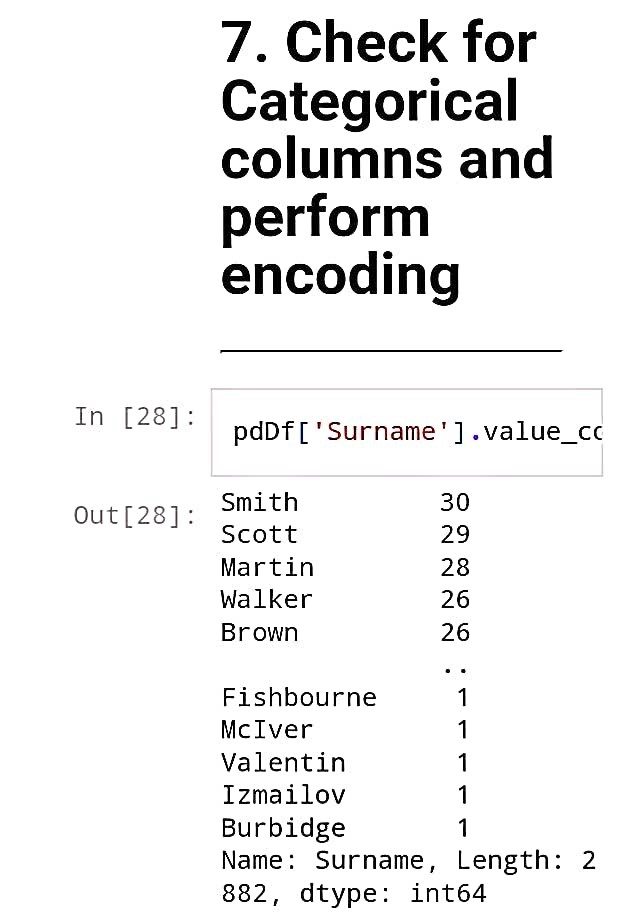 7. Check for
Categorical
columns and
perform
encoding
In [28]:
pdDf['Surname'].value_co
Out[28]:
Smith 30
Scott 29
Martin 28
Walker 26
Brown 26
..
Fishbourne 1
McIver 1
Valentin 1
Izmailov 1
Burbidge 1
Name: Surname, Length: 2
882, dtype: int64